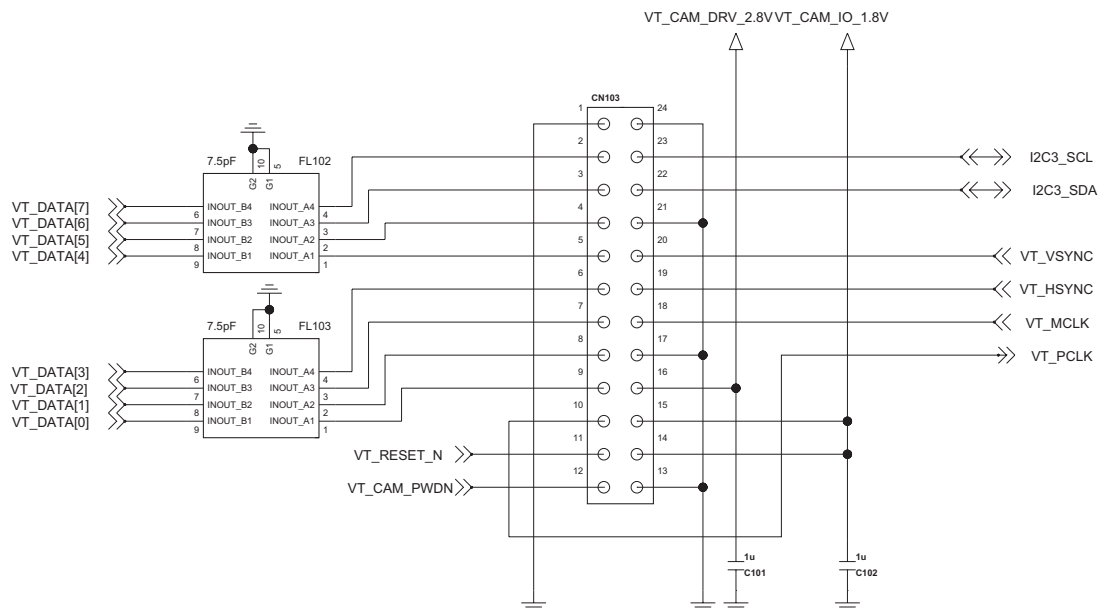 VT_CAM_DRV_2.8V VT_CAM_IO_1.8V
CN103
1 24
2 23
3 22
4 21
5 20
6 19
7 18
8 17
9 16
10 15
11 14
12 13
7.5pF FL102
G2 10 G1 5
VT_DATA[7] 6 INOUT_B4 INOUT_A4 4
VT_DATA[6] 7 INOUT_B3 INOUT_A3 3
VT_DATA[5] 8 INOUT_B2 INOUT_A2 2
VT_DATA[4] 9 INOUT_B1 INOUT_A1 1
7.5pF FL103
G2 10 G1 5
VT_DATA[3] 6 INOUT_B4 INOUT_A4 4
VT_DATA[2] 7 INOUT_B3 INOUT_A3 3
VT_DATA[1] 8 INOUT_B2 INOUT_A2 2
VT_DATA[0] 9 INOUT_B1 INOUT_A1 1
I2C3_SCL
I2C3_SDA
VT_VSYNC
VT_HSYNC
VT_MCLK
VT_PCLK
VT_RESET_N
VT_CAM_PWDN
1u
C101
1u
C102